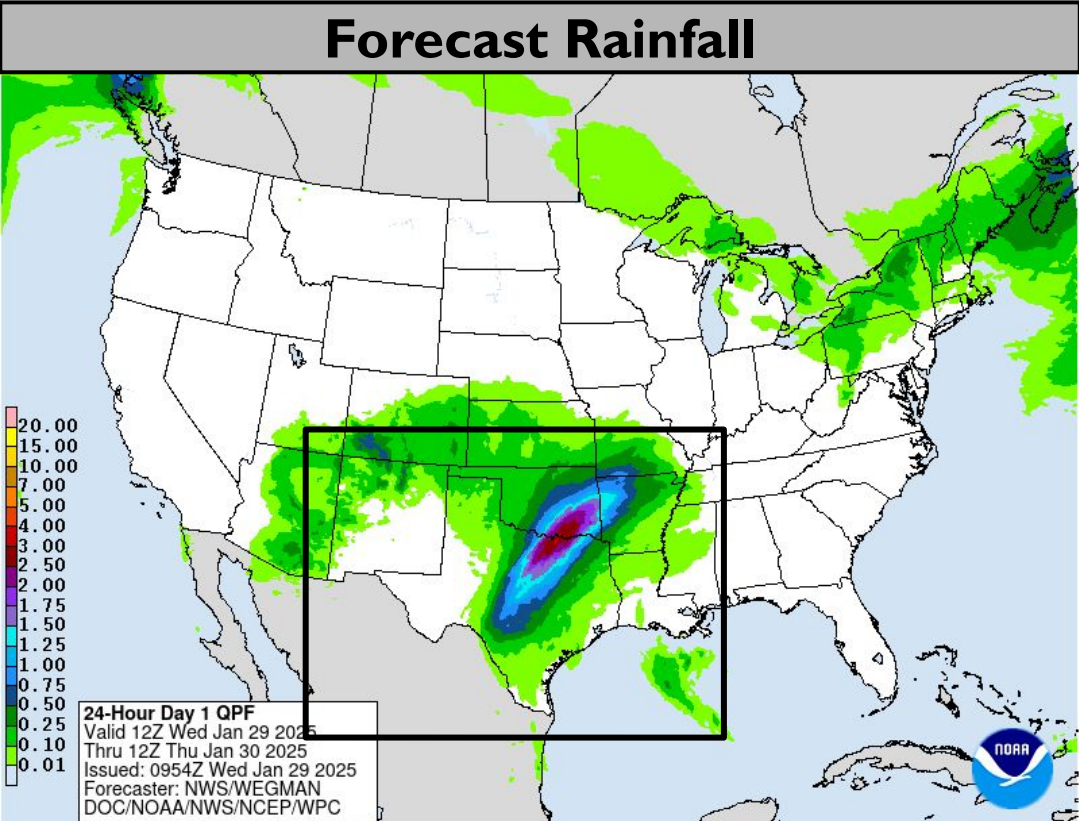 Forecast Rainfall
20.00
15.00
10.00
7.00
5.00
4.00
3.00
2.50
2.00
1.75
1.50
1.25
1.00
0.75
0.50
0.25
0.10
0.01
24-Hour Day 1 QPF
Valid 12Z Wed Jan 29 2025
Thru 12Z Thu Jan 30 2025
Issued: 0954Z Wed Jan 29 2025
Forecaster: NWS/WEGMAN
DOC/NOAA/NWS/NCEP/WPC
NOAA